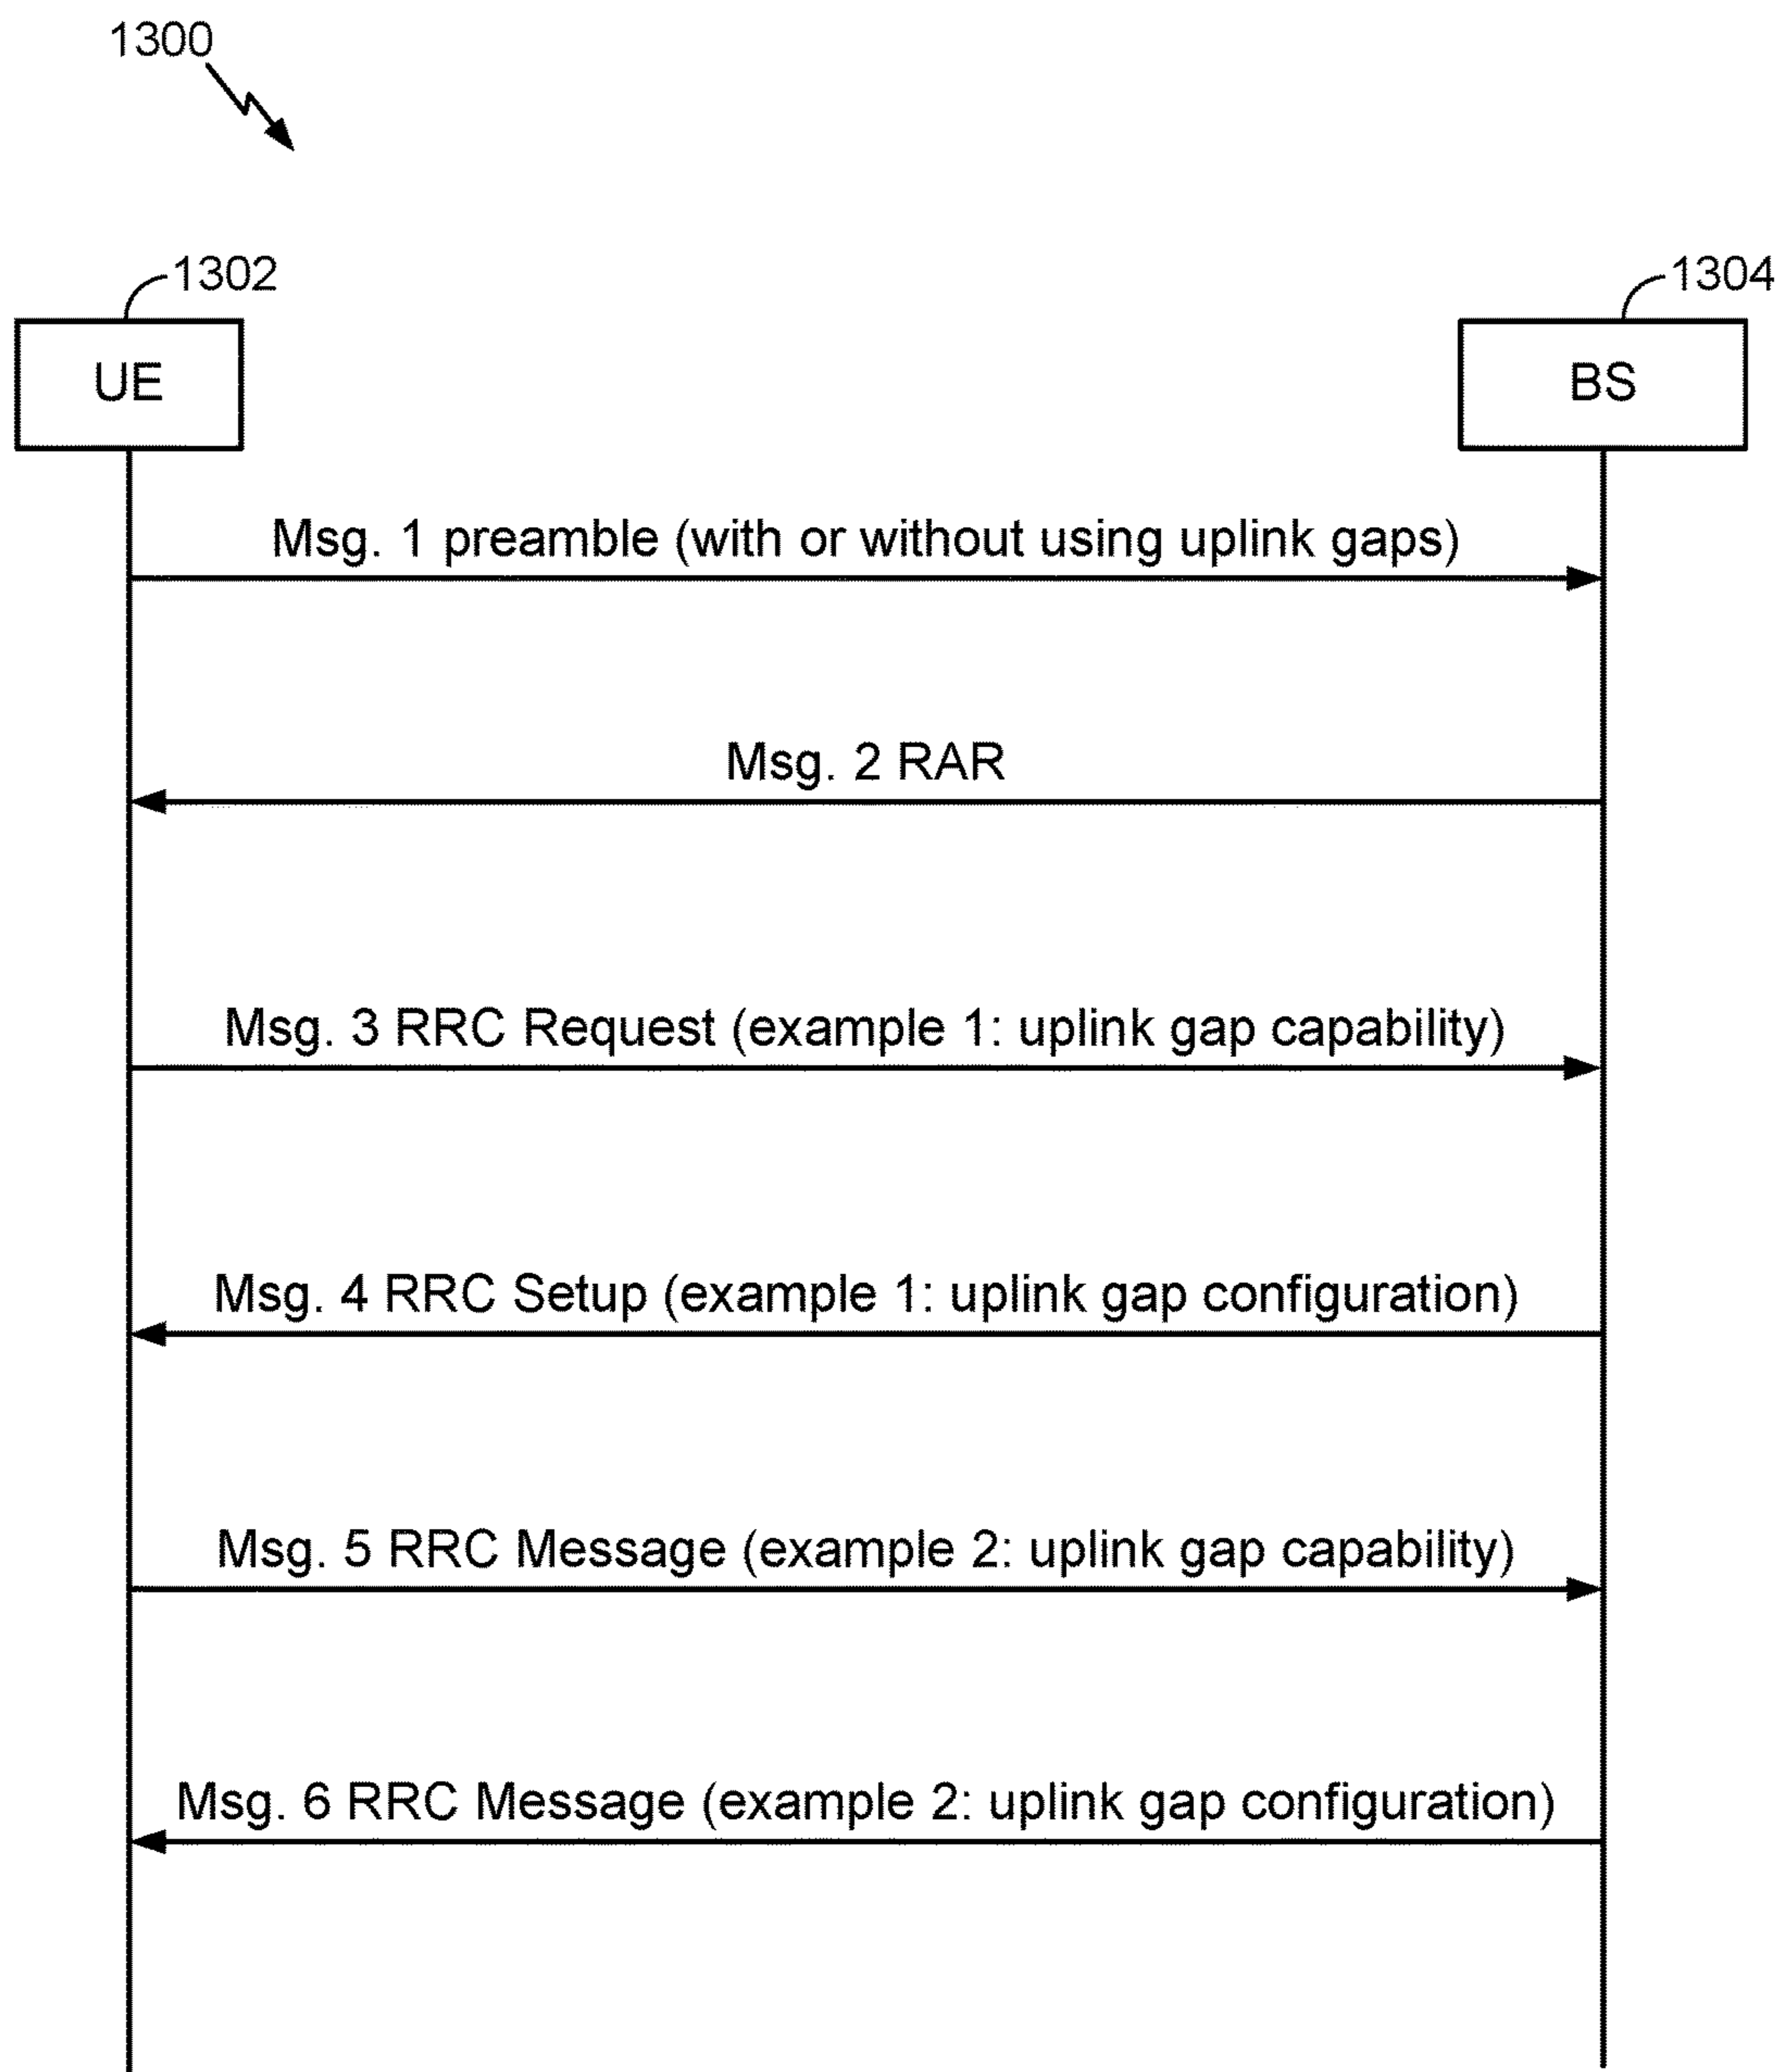 1300
1302
1304
UE
BS
Msg. 1 preamble (with or without using uplink gaps)
Msg. 2 RAR
Msg. 3 RRC Request (example 1: uplink gap capability)
Msg. 4 RRC Setup (example 1: uplink gap configuration)
Msg. 5 RRC Message (example 2: uplink gap capability)
Msg. 6 RRC Message (example 2: uplink gap configuration)